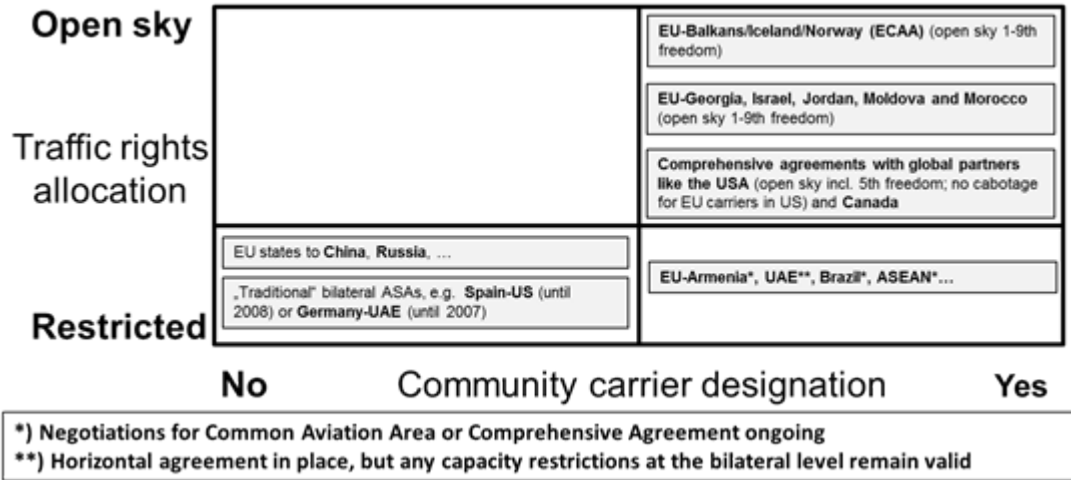 Open sky
EU-Balkans/Iceland/Norway (ECAA) (open sky 1-9th
freedom)
EU-Georgia, Israel, Jordan, Moldova and Morocco
(open sky 1-9th freedom)
Traffic rights
allocation
Comprehensive agreements with global partners
like the USA (open sky incl. 5th freedom; no cabotage
for EU carriers in US) and Canada
EU states to China, Russia, ...
„Traditional“ bilateral ASAs, e.g. Spain-US (until
2008) or Germany-UAE (until 2007)
EU-Armenia*, UAE**, Brazil*, ASEAN*...
Restricted
No Community carrier designation Yes
*) Negotiations for Common Aviation Area or Comprehensive Agreement ongoing
**) Horizontal agreement in place, but any capacity restrictions at the bilateral level remain valid